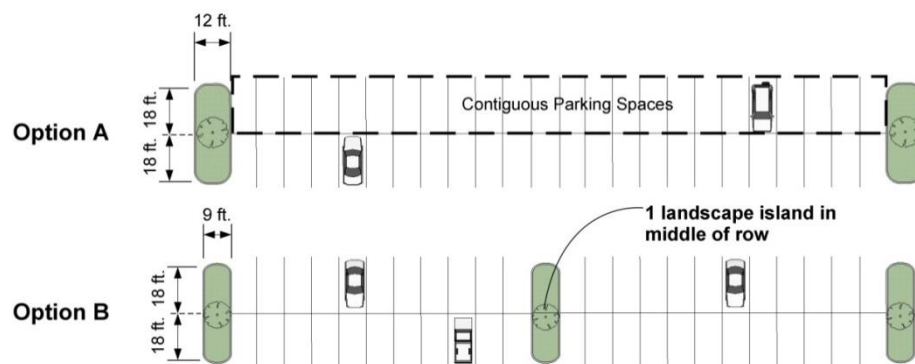 12 ft.
18 ft.
Contiguous Parking Spaces
Option A
18 ft.
9 ft.
1 landscape island in
middle of row
18 ft.
Option B
18 ft.